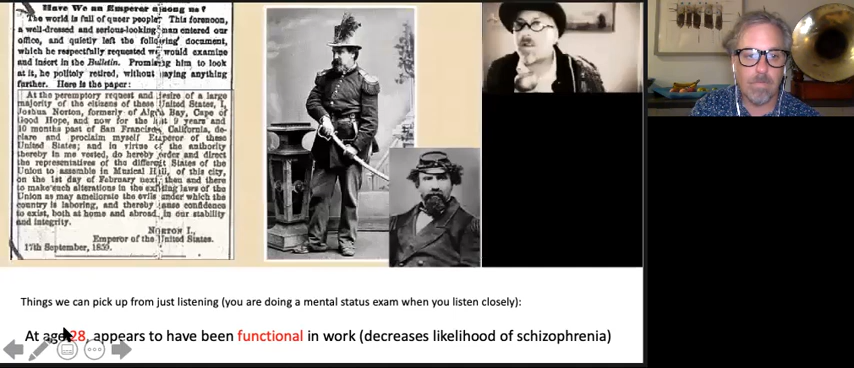 Have We an Emperor among us?
The world is full of queer people. This forenoon,
a well-dressed and serious-looking man entered our
office, and quietly left the following document,
which he respectfully requested we would examine
and insert in the Bulletin. Promising him to look
at it, he politely retired, without saying anything
further. Here is the paper:
At the peremptory request and desire of a large
majority of the citizens of these United States, I,
Joshua Norton, formerly of Algoa Bay, Cape of
Good Hope, and now for the last 9 years and
10 months past of San Francisco, California, de-
clare and proclaim myself Emperor of these
United States; and in virtue of the authority
thereby in me vested, do hereby order and direct
the representatives of the different States of the
Union to assemble in Musical Hall, of this city,
on the 1st day of February next, then and there
to make such alterations in the existing laws of the
Union as may ameliorate the evils under which the
country is laboring, and thereby cause confidence
to exist, both at home and abroad, in our stability
and integrity.
NORTON I.,
Emperor of the United States.
17th September, 1859.
Things we can pick up from just listening (you are doing a mental status exam when you listen closely):
At age 28, appears to have been functional in work (decreases likelihood of schizophrenia)